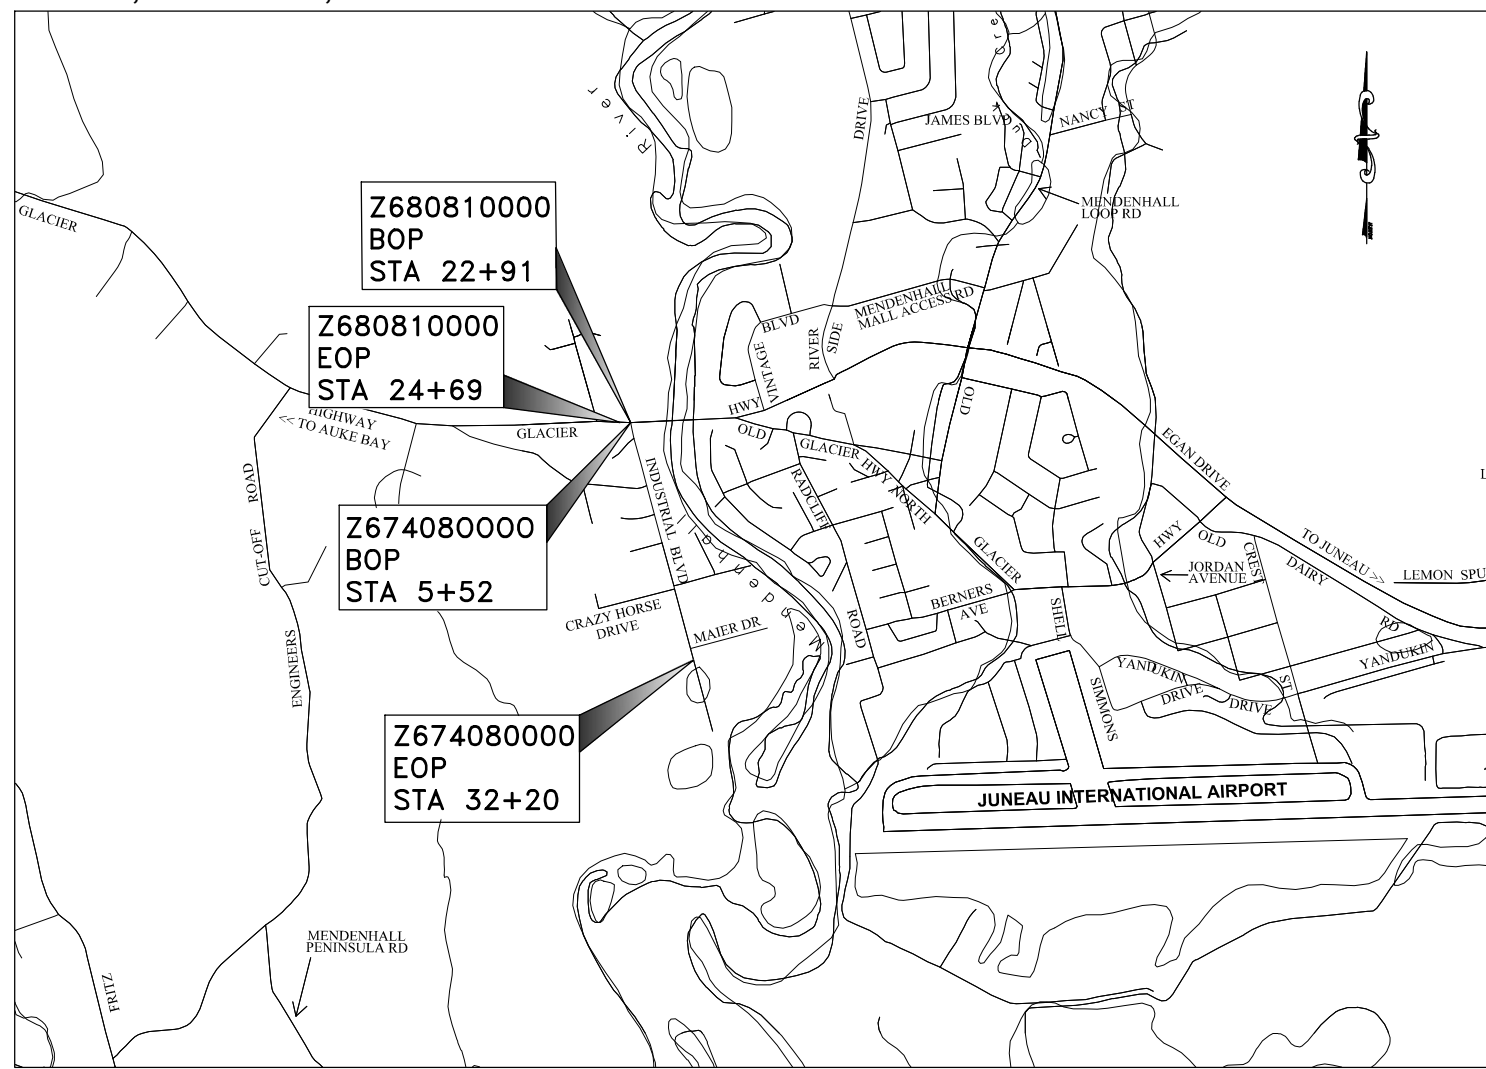 River
Cre
Duck
DRIVE
JAMES BLVD
NANCY ST
MENDENHALL
LOOP RD
GLACIER
Z680810000
BOP
STA 22+91
Z680810000
EOP
STA 24+69
HIGHWAY
<< TO AUKE BAY
GLACIER
HWY
VINTAGE
BLVD
RIVER
SIDE
MENDENHALL
MALL ACCESS RD
OLD
OLD
GLACIER
HWY NORTH
RADCLIFF
EGAN DRIVE
TO JUNEAU >>
LEMON SPU
INDUSTRIAL BLVD
CUT-OFF ROAD
Z674080000
BOP
STA 5+52
CRAZY HORSE
DRIVE
MAIER DR
Mendenhal
ENGINEERS
ROAD
BERNERS
AVE
GLACIER
HWY
OLD
DAIRY
RD
JORDAN
AVENUE
CREST
ST
SHELL
SIMMONS
YANDUKIN
DRIVE
DRIVE
YANDUKIN
Z674080000
EOP
STA 32+20
JUNEAU INTERNATIONAL AIRPORT
MENDENHALL
PENINSULA RD
FRITZ